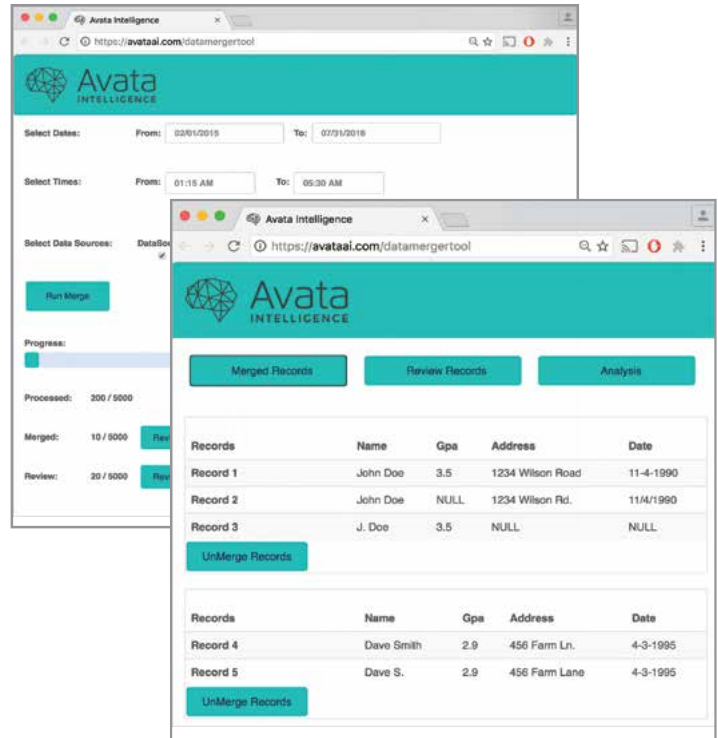 Avata Intelligence
https://avataai.com/datamergertool
Avata
INTELLIGENCE
Select Dates: From: 02/01/2015 To: 07/31/2016
Select Times: From: 01:15 AM To: 05:30 AM
Select Data Sources: DataSou
Run Merge
Progress:
Processed: 200 / 5000
Merged: 10 / 5000 Rev
Review: 20 / 5000 Rev
Avata Intelligence
https://avataai.com/datamergertool
Avata
INTELLIGENCE
Merged Records Review Records Analysis
Records Name Gpa Address Date
Record 1 John Doe 3.5 1234 Wilson Road 11-4-1990
Record 2 John Doe NULL 1234 Wilson Rd. 11/4/1990
Record 3 J. Doe 3.5 NULL NULL
UnMerge Records
Records Name Gpa Address Date
Record 4 Dave Smith 2.9 456 Farm Ln. 4-3-1995
Record 5 Dave S. 2.9 456 Farm Lane 4-3-1995
UnMerge Records